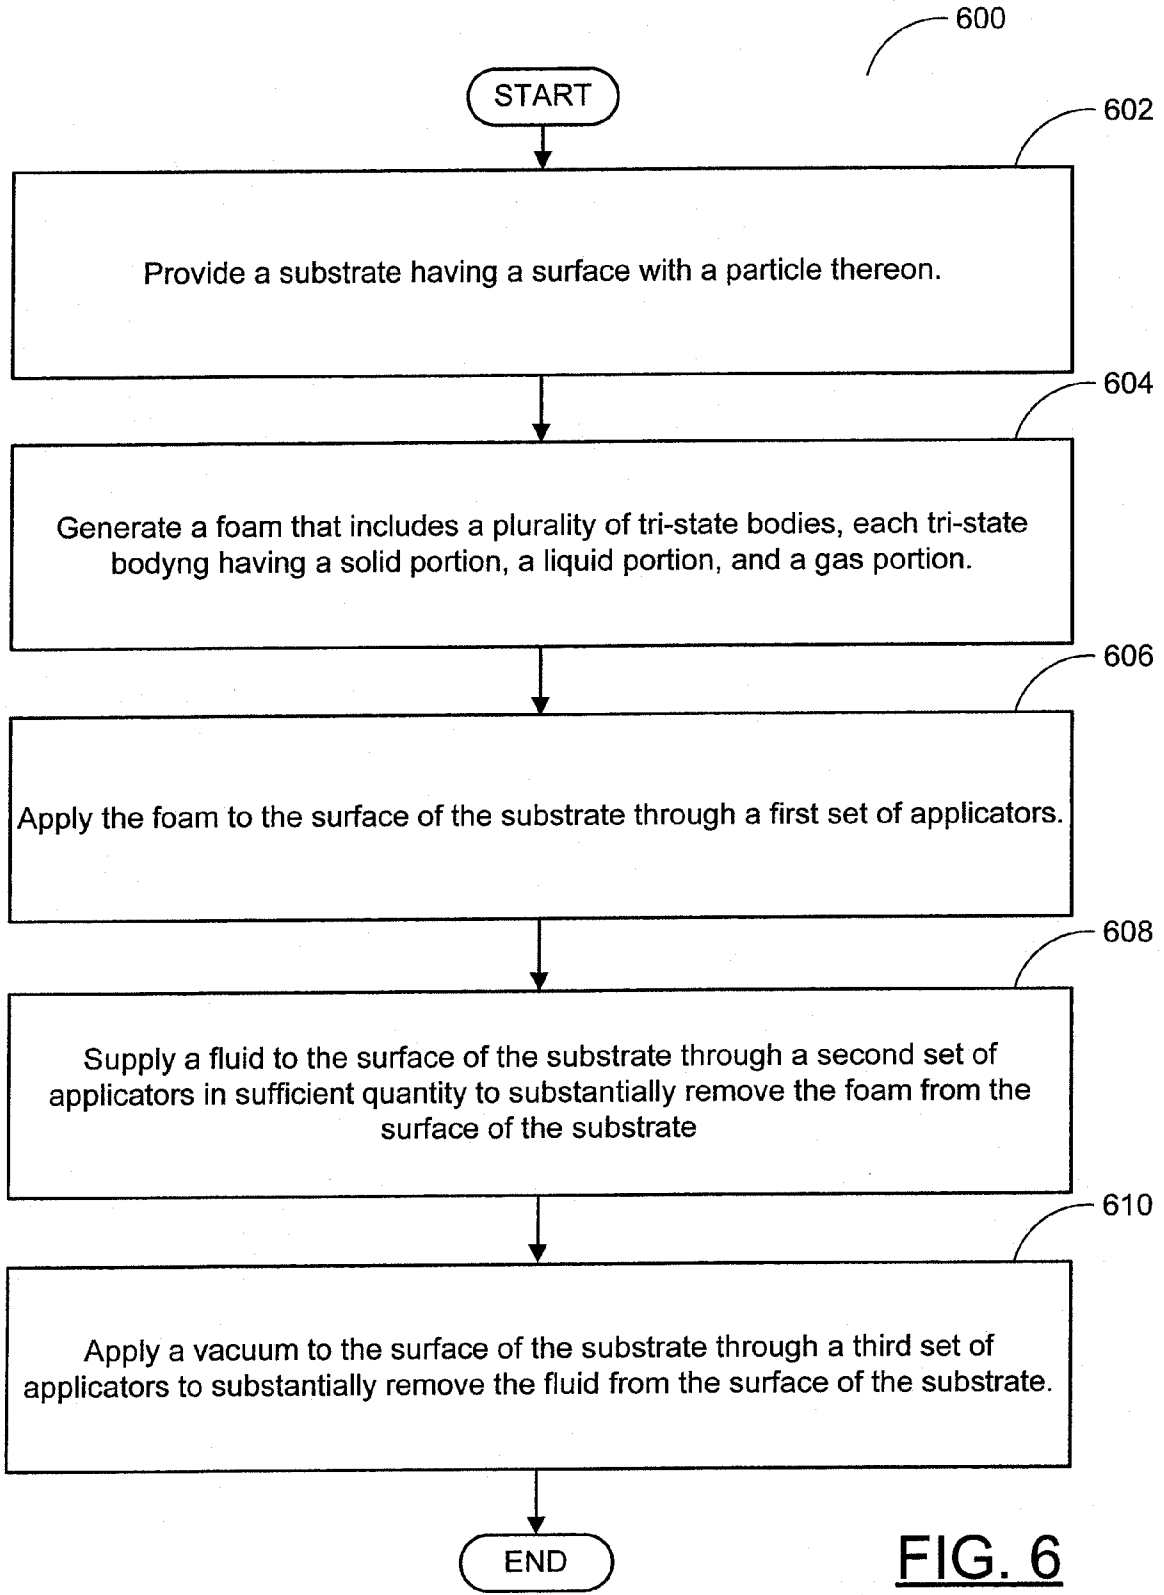 600
START
602
Provide a substrate having a surface with a particle thereon.
604
Generate a foam that includes a plurality of tri-state bodies, each tri-state
bodyng having a solid portion, a liquid portion, and a gas portion.
606
Apply the foam to the surface of the substrate through a first set of applicators.
608
Supply a fluid to the surface of the substrate through a second set of
applicators in sufficient quantity to substantially remove the foam from the
surface of the substrate
610
Apply a vacuum to the surface of the substrate through a third set of
applicators to substantially remove the fluid from the surface of the substrate.
END
FIG. 6